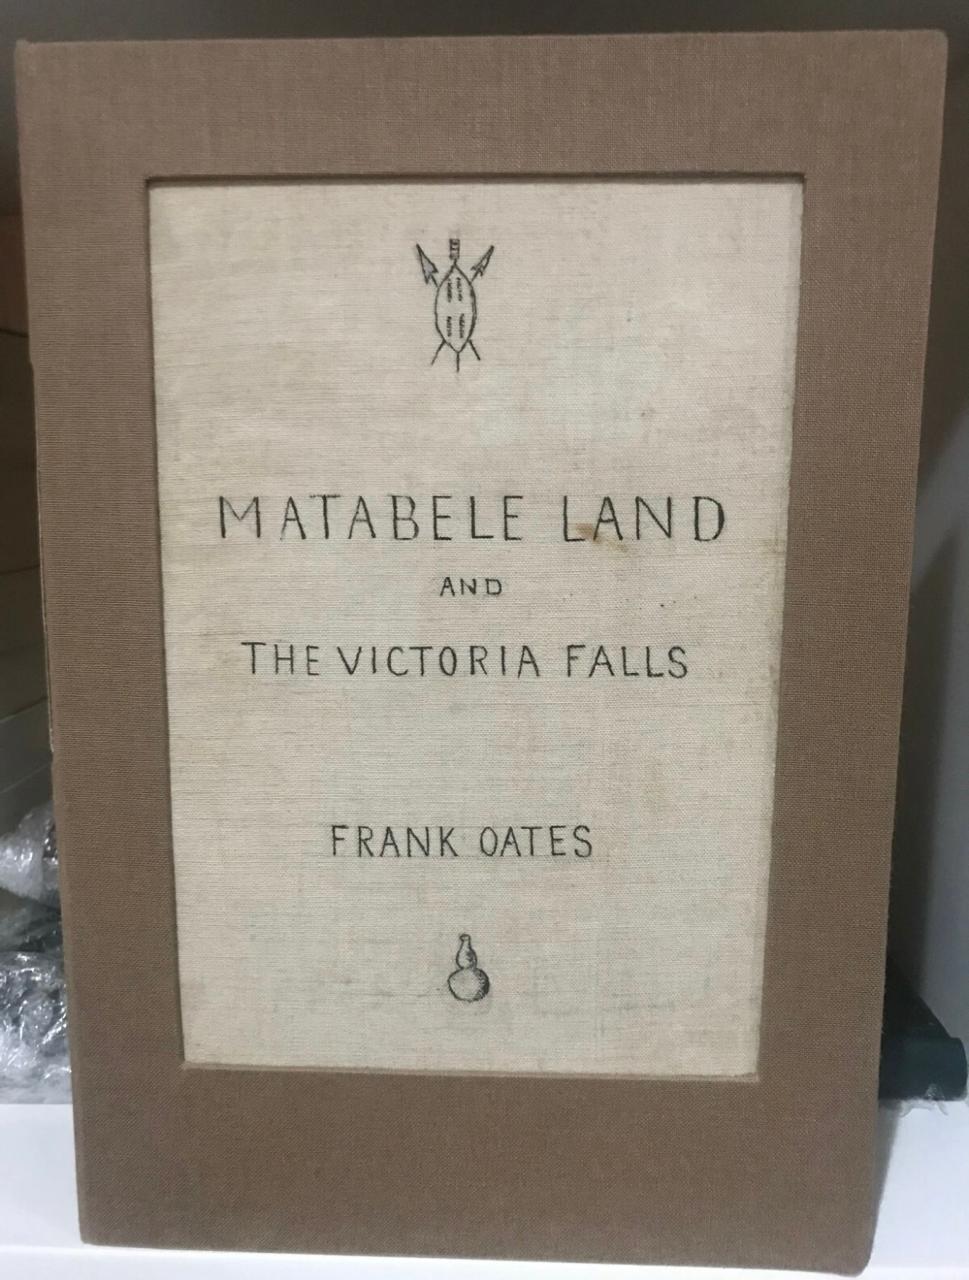 MATABELE LAND
AND
THE VICTORIA FALLS
FRANK OATES